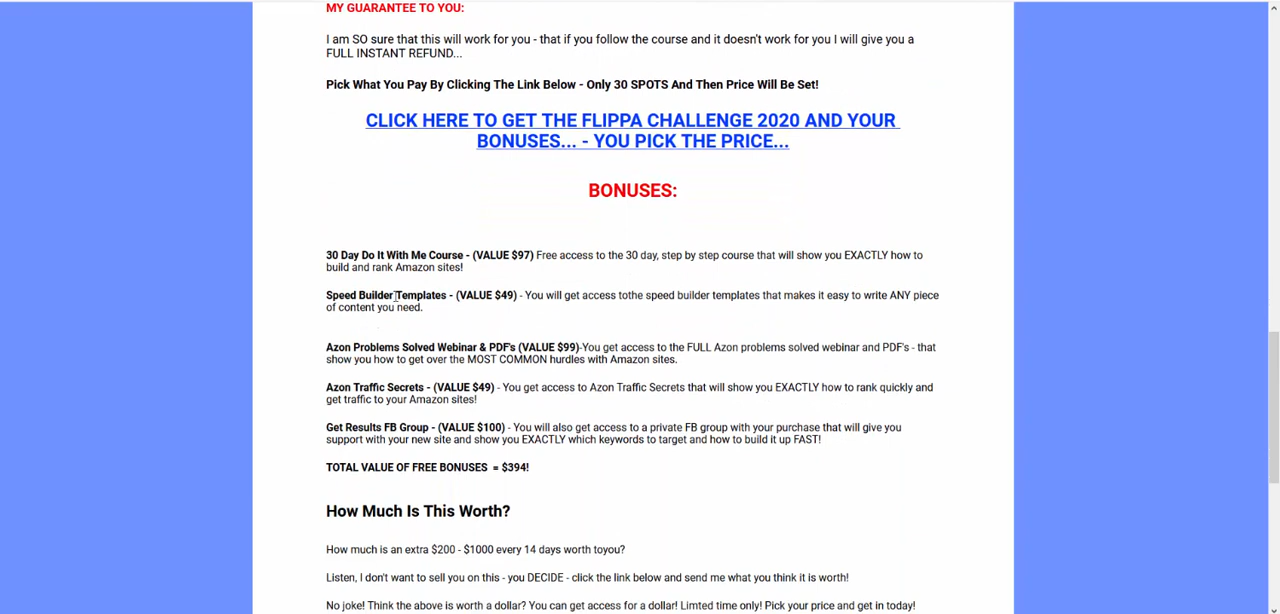 MY GUARANTEE TO YOU:
I am SO sure that this will work for you - that if you follow the course and it doesn't work for you I will give you a
FULL INSTANT REFUND...
Pick What You Pay By Clicking The Link Below - Only 30 SPOTS And Then Price Will Be Set!
CLICK HERE TO GET THE FLIPPA CHALLENGE 2020 AND YOUR
BONUSES... - YOU PICK THE PRICE...
BONUSES:
30 Day Do It With Me Course - (VALUE $97) Free access to the 30 day, step by step course that will show you EXACTLY how to
build and rank Amazon sites!
Speed Builder Templates - (VALUE $49) - You will get access tothe speed builder templates that makes it easy to write ANY piece
of content you need.
Azon Problems Solved Webinar & PDF's (VALUE $99)-You get access to the FULL Azon problems solved webinar and PDF's - that
show you how to get over the MOST COMMON hurdles with Amazon sites.
Azon Traffic Secrets - (VALUE $49) - You get access to Azon Traffic Secrets that will show you EXACTLY how to rank quickly and
get traffic to your Amazon sites!
Get Results FB Group - (VALUE $100) - You will also get access to a private FB group with your purchase that will give you
support with your new site and show you EXACTLY which keywords to target and how to build it up FAST!
TOTAL VALUE OF FREE BONUSES = $394!
How Much Is This Worth?
How much is an extra $200 - $1000 every 14 days worth toyou?
Listen, I don't want to sell you on this - you DECIDE - click the link below and send me what you think it is worth!
No joke! Think the above is worth a dollar? You can get access for a dollar! Limted time only! Pick your price and get in today!